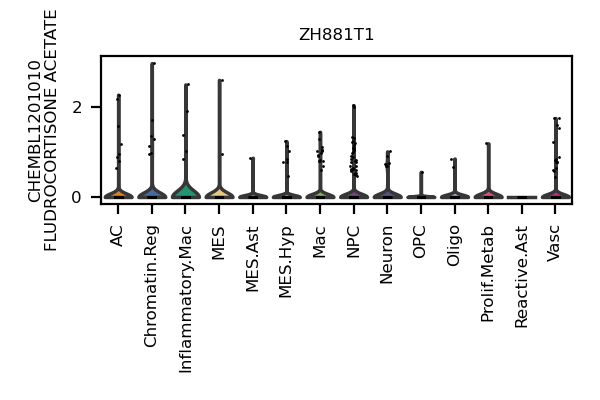 ZH881T1
CHEMBL1201010
FLUDROCORTISONE ACETATE
2
0
AC
Chromatin.Reg
Inflammatory.Mac
MES
MES.Ast
MES.Hyp
Mac
NPC
Neuron
OPC
Oligo
Prolif.Metab
Reactive.Ast
Vasc